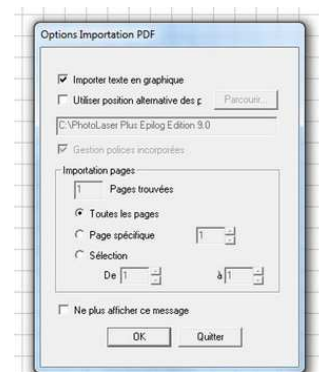 Options Importation PDF
Importer texte en graphique
Utiliser position alternative des p Parcourir...
C:\PhotoLaser Plus Epilog Edition 9.0
Gestion polices incorporées
Importation pages
1 Pages trouvées
Toutes les pages
Page spécifique 1
Sélection
De 1 à 1
Ne plus afficher ce message
OK Quitter